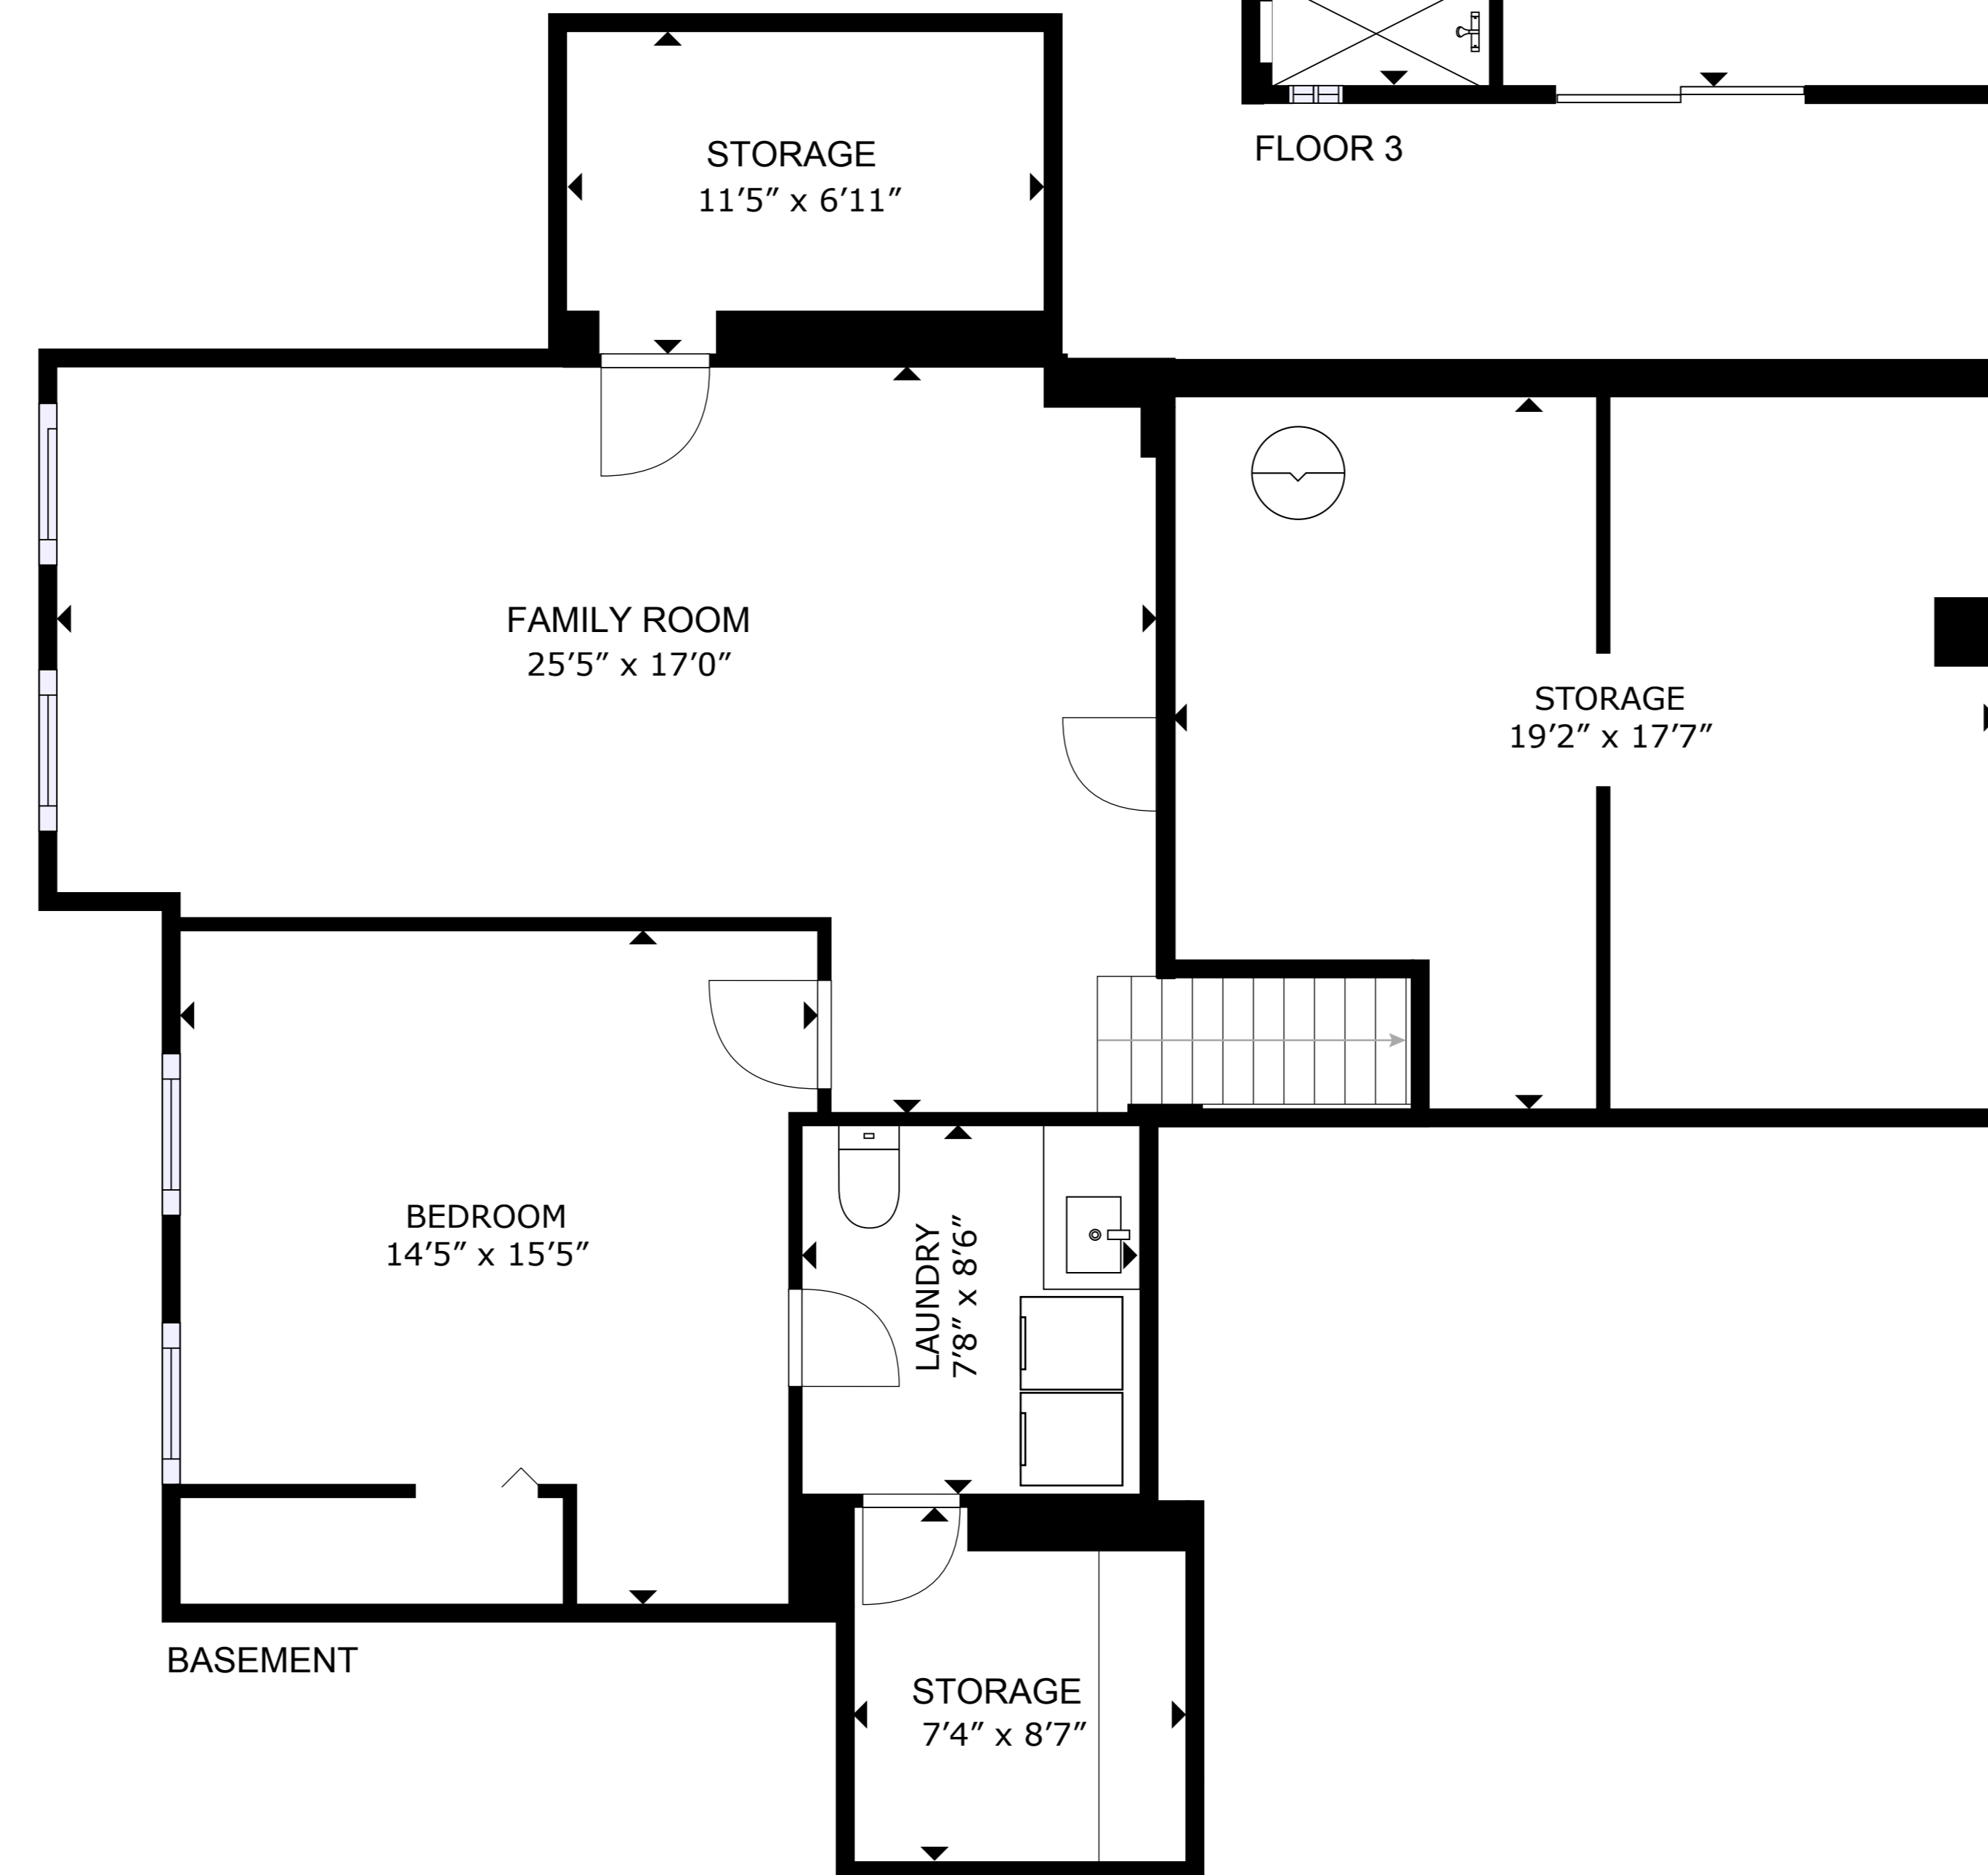 STORAGE
11′5″ x 6′11″
FLOOR 3
FAMILY ROOM
25′5″ x 17′0″
STORAGE
19′2″ x 17′7″
BEDROOM
14′5″ x 15′5″
LAUNDRY
7′8″ x 8′6″
BASEMENT
STORAGE
7′4″ x 8′7″